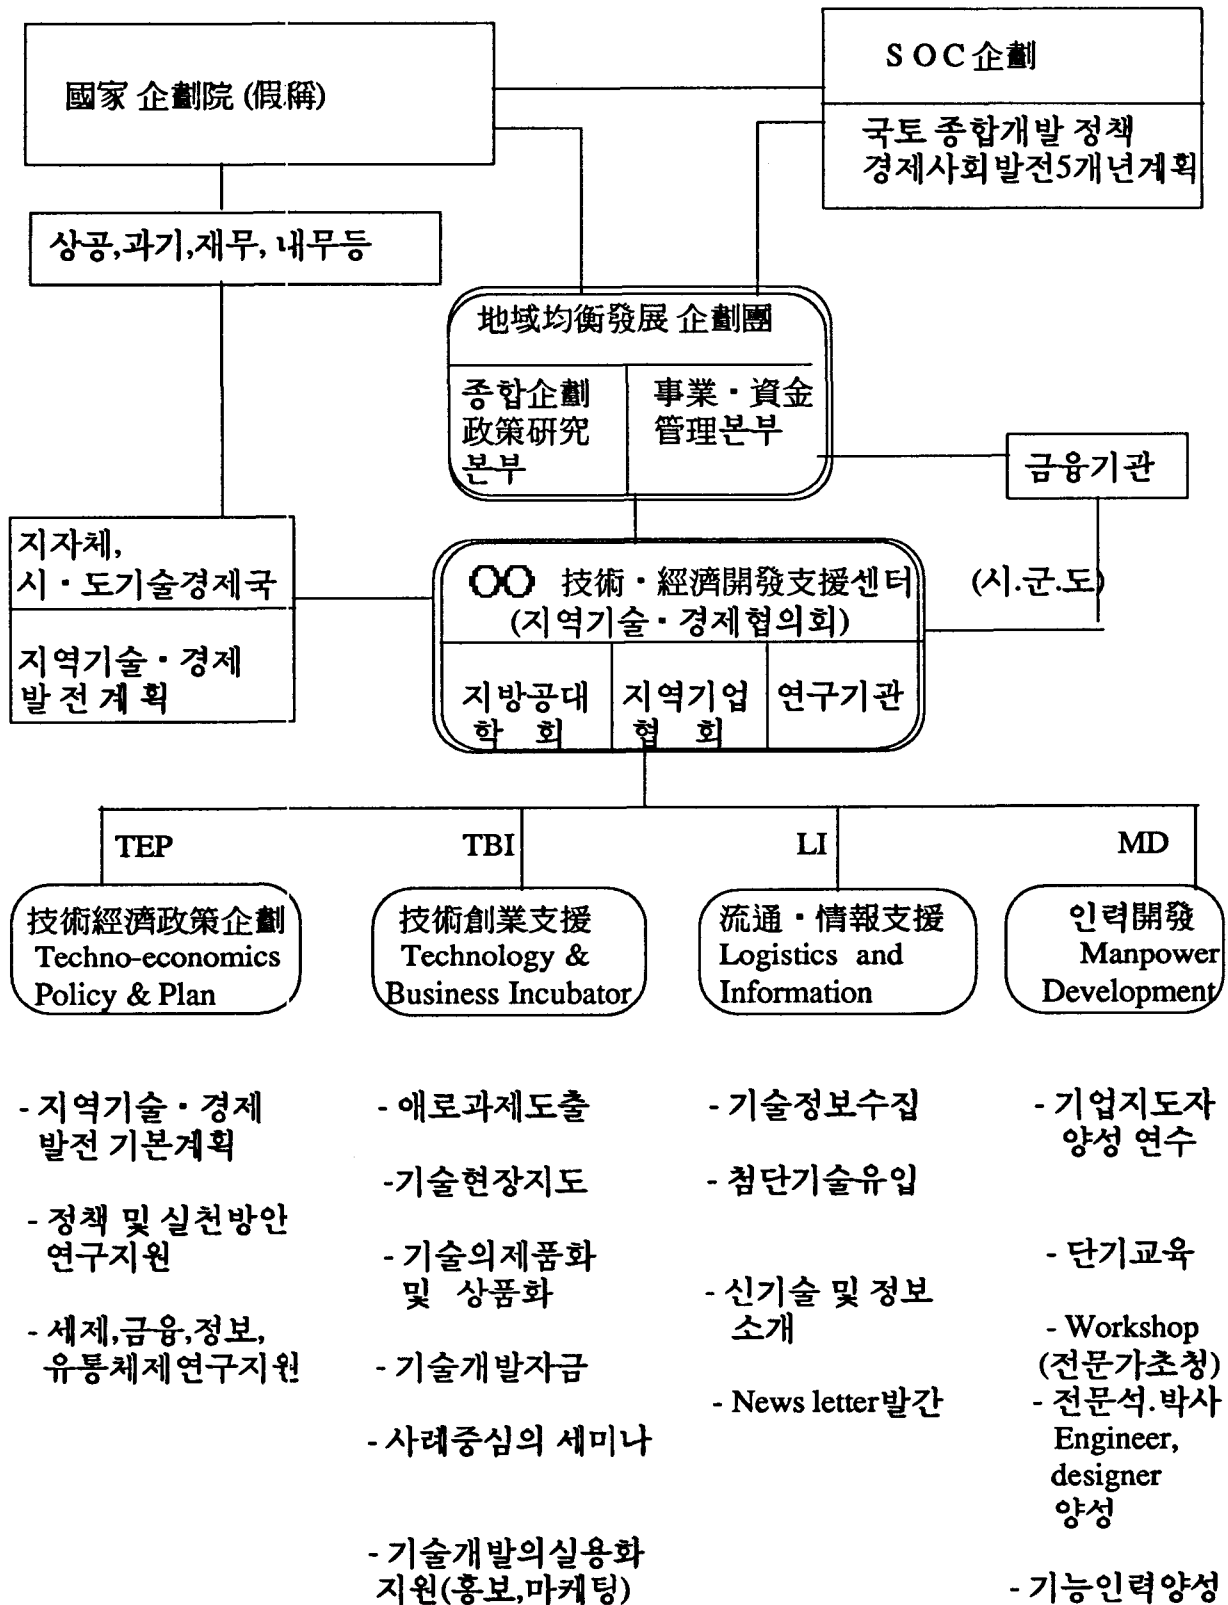 國家 企劃院 (假稱)
S O C 企劃
국토 종합개발 정책
경제사회발전5개년계획
상공,과기,재무, 내무등
地域均衡發展 企劃團
종합企劃
政策硏究
본부
事業・資金
管理본부
금융기관
지자체,
시・도기술경제국
지역기술・경제
발전계획
○○ 技術・經濟開發支援센터
(지역기술・경제협의회)
(시.군.도)
지방공대
학 회
지역기업
협 회
연구기관
TEP
TBI
LI
MD
技術經濟政策企劃
Techno-economics
Policy & Plan
技術創業支援
Technology &
Business Incubator
流通・情報支援
Logistics and
Information
인력開發
Manpower
Development
- 지역기술・경제
발전 기본계획
- 정책 및 실천방안
연구지원
- 세제,금융,정보,
유통체제연구지원
- 애로과제도출
-기술현장지도
- 기술의제품화
및 상품화
- 기술개발자금
- 사례중심의 세미나
- 기술개발의실용화
지원(홍보,마케팅)
- 기술정보수집
- 첨단기술유입
- 신기술 및 정보
소개
- News letter발간
- 기업지도자
양성 연수
- 단기교육
- Workshop
(전문가초청)
- 전문석.박사
Engineer,
designer
양성
- 기능인력양성